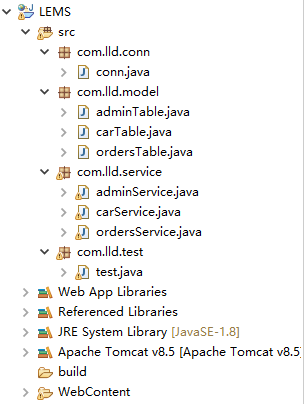 LEMS
src
com.lld.conn
conn.java
com.lld.model
adminTable.java
carTable.java
ordersTable.java
com.lld.service
adminService.java
carService.java
ordersService.java
com.lld.test
test.java
Web App Libraries
Referenced Libraries
JRE System Library [JavaSE-1.8]
Apache Tomcat v8.5 [Apache Tomcat v8.5]
build
WebContent